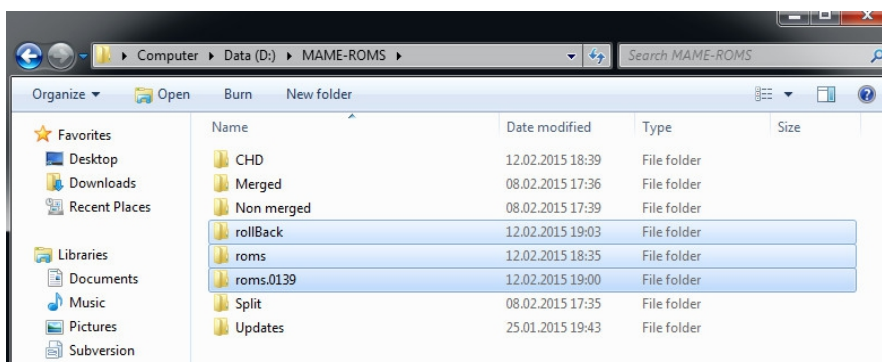 Computer Data (D:) MAME-ROMS Search MAME-ROMS
Organize Open Burn New folder
Favorites
Desktop
Downloads
Recent Places
Libraries
Documents
Music
Pictures
Subversion
Name Date modified Type Size
CHD 12.02.2015 18:39 File folder
Merged 08.02.2015 17:36 File folder
Non merged 08.02.2015 17:39 File folder
rollBack 12.02.2015 19:03 File folder
roms 12.02.2015 18:35 File folder
roms.0139 12.02.2015 19:00 File folder
Split 08.02.2015 17:35 File folder
Updates 25.01.2015 19:43 File folder